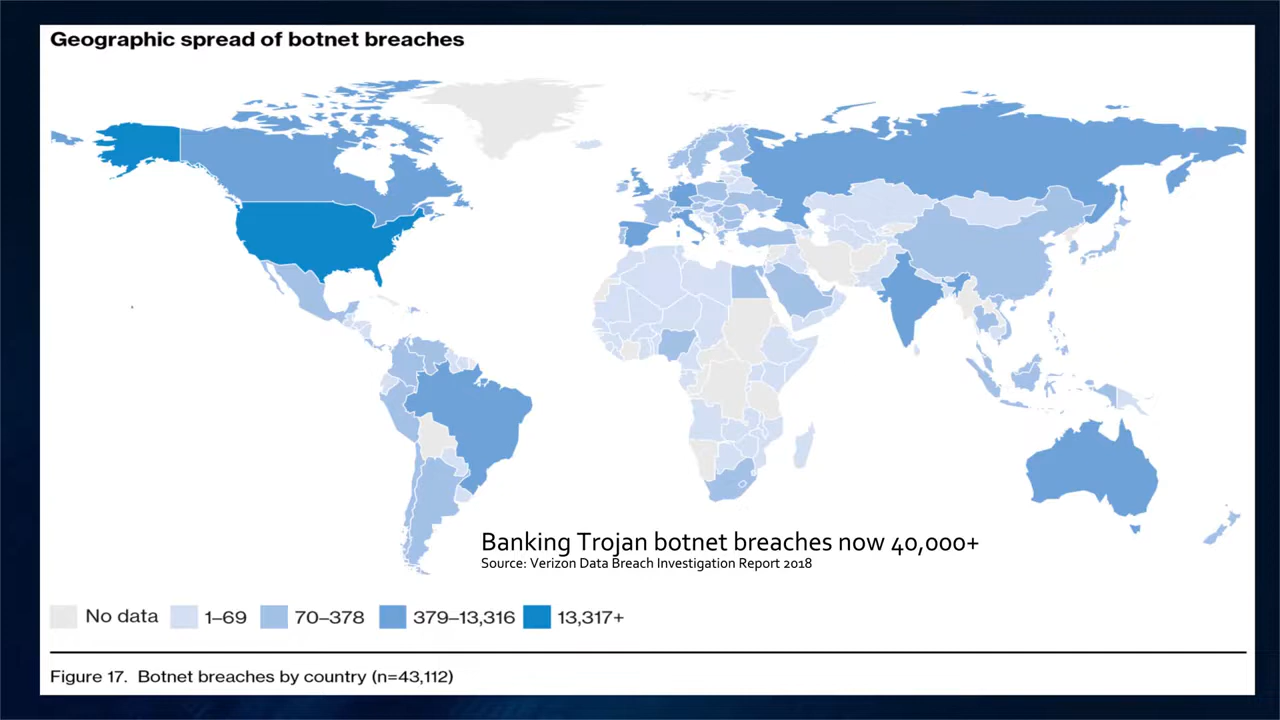 Geographic spread of botnet breaches
Banking Trojan botnet breaches now 40,000+
Source: Verizon Data Breach Investigation Report 2018
No data
1–69
70–378
379–13,316
13,317+
Figure 17. Botnet breaches by country (n=43,112)